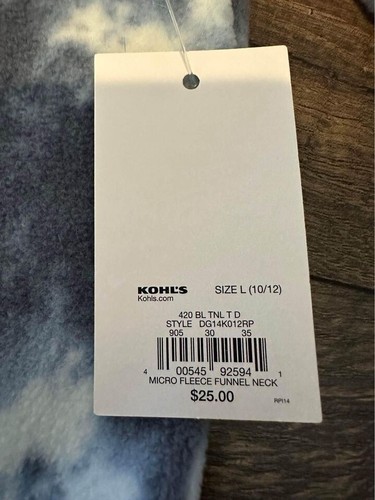 KOHL'S SIZE L (10/12)
Kohls.com
420 BL TNL T D
STYLE DG14K012RP
905 30 35
4 00545 92594 1
MICRO FLEECE FUNNEL NECK
$25.00
RPI14